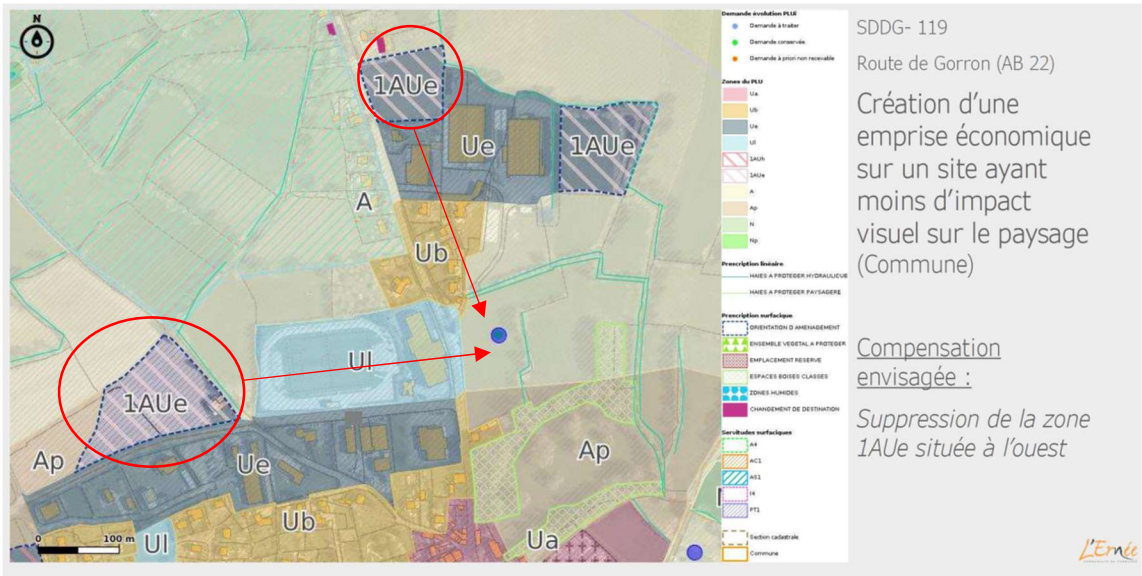 N
1AUe
Ue
1AUe
A
Ub
Ul
1AUe
Ap
Ue
Ap
Ub
Ul
Ua
0 100 m
Demande évolution PLUi
Demande à traiter
Demande conservée
Demande à priori non recevable
Zones du PLU
Ua
Ub
Ue
Ul
1AUh
1AUe
A
Ap
N
Np
Prescription linéaire
HAIES A PROTEGER HYDRAULIQUE
HAIES A PROTEGER PAYSAGERE
Prescription surfacique
ORIENTATION D AMENAGEMENT
ENSEMBLE VEGETAL A PROTEGER
EMPLACEMENT RESERVE
ESPACES BOISES CLASSES
ZONES HUMIDES
CHANGEMENT DE DESTINATION
Servitudes surfaciques
A4
AC1
AS1
I4
PT1
Section cadastrale
Commune
SDDG- 119
Route de Gorron (AB 22)
Création d'une
emprise économique
sur un site ayant
moins d'impact
visuel sur le paysage
(Commune)
Compensation
envisagée :
Suppression de la zone
1AUe située à l'ouest
L'Ernée